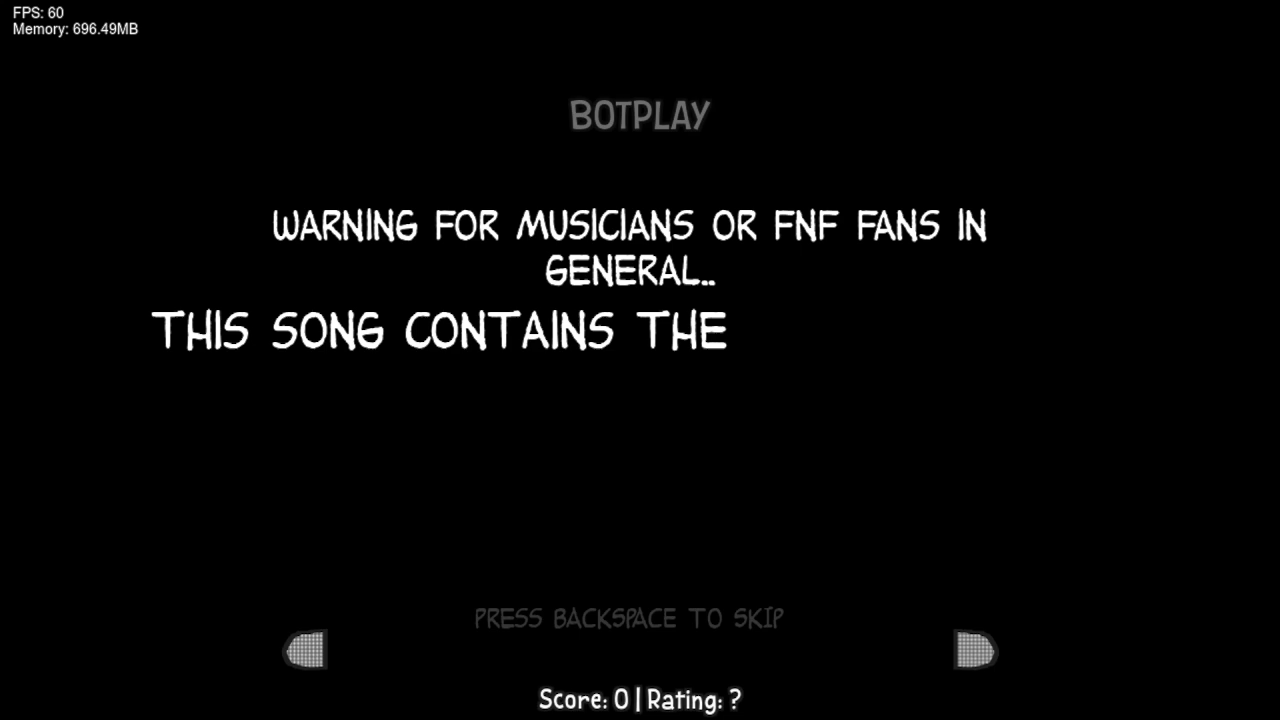 FPS: 60
Memory: 696.49MB
BOTPLAY
WARNING FOR MUSICIANS OR FNF FANS IN
GENERAL..
THIS SONG CONTAINS THE
PRESS BACKSPACE TO SKIP
Score: 0 | Rating: ?